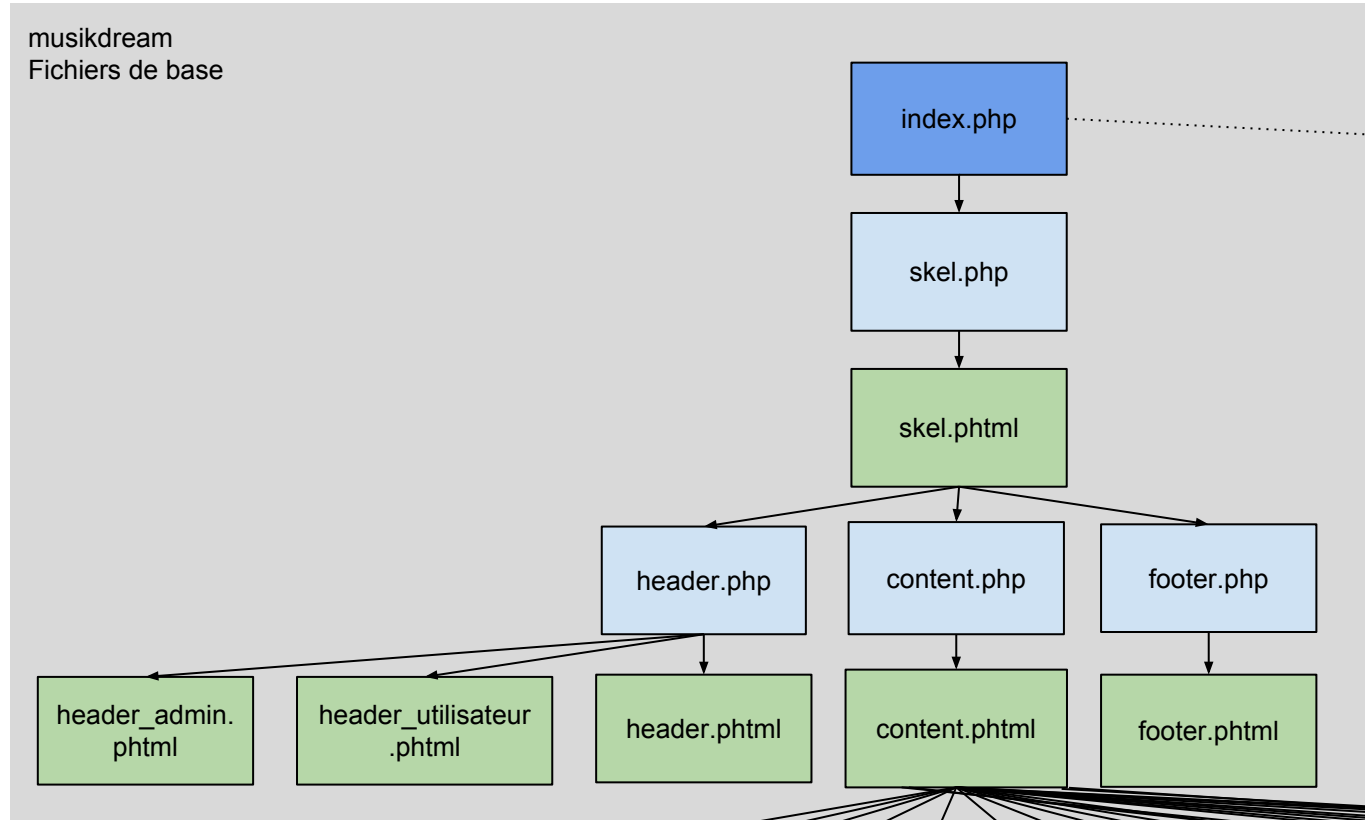 musikdream
Fichiers de base
index.php
skel.php
skel.phtml
header.php
content.php
footer.php
header_admin.
phtml
header_utilisateur
.phtml
header.phtml
content.phtml
footer.phtml